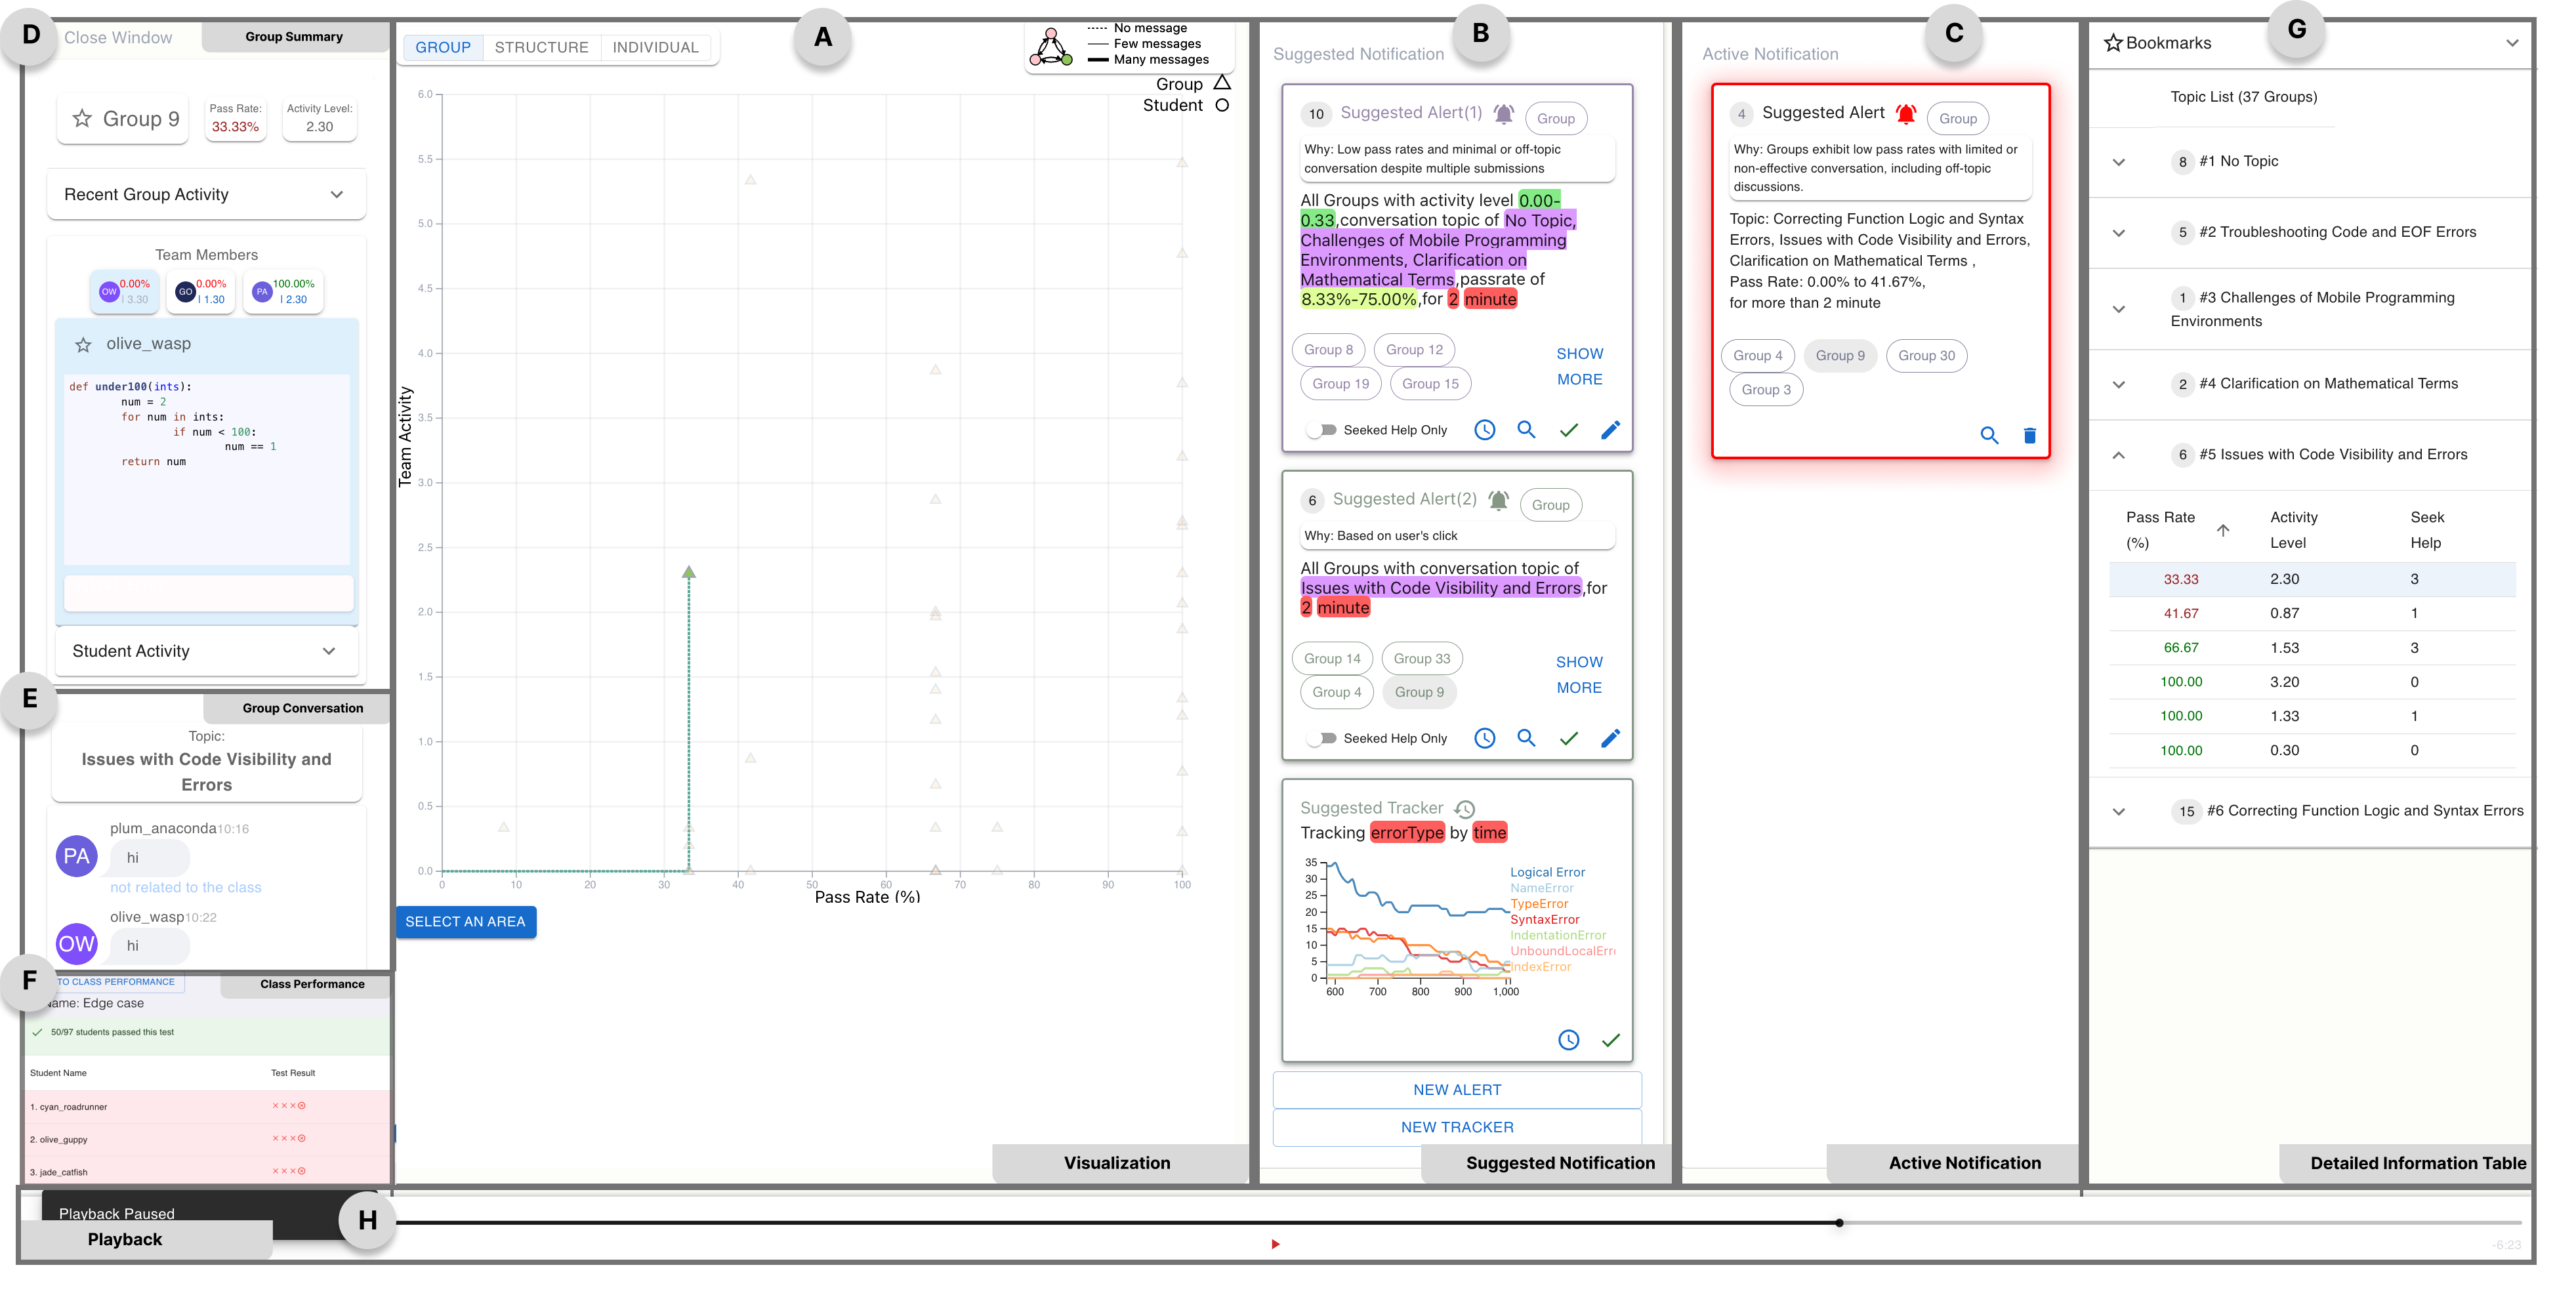 D
Close Window
Group Summary
Group 9
Pass Rate:
33.33%
Activity Level:
2.30
Recent Group Activity
Team Members
OW
0.00%
| 3.30
GO
0.00%
| 1.30
PA
100.00%
| 2.30
olive_wasp
def under100(ints):
num = 2
for num in ints:
if num < 100:
num == 1
return num
Student Activity
E
Group Conversation
Topic:
Issues with Code Visibility and
Errors
plum_anaconda10:16
PA
hi
not related to the class
olive_wasp10:22
OW
hi
F
TO CLASS PERFORMANCE
Class Performance
ame: Edge case
50/97 students passed this test
Student Name
Test Result
1. cyan_roadrunner
2. olive_guppy
3. jade_catfish
A
GROUP
STRUCTURE
INDIVIDUAL
No message
Few messages
Many messages
Group
Student
6.0
5.5
5.0
4.5
4.0
3.5
3.0
2.5
2.0
1.5
1.0
0.5
0.0
Team Activity
0 10 20 30 40 50 60 70 80 90 100
Pass Rate (%)
SELECT AN AREA
Visualization
B
Suggested Notification
10
Suggested Alert(1)
Group
Why: Low pass rates and minimal or off-topic
conversation despite multiple submissions
All Groups with activity level 0.00-
0.33,conversation topic of No Topic,
Challenges of Mobile Programming
Environments, Clarification on
Mathematical Terms,passrate of
8.33%-75.00%,for 2 minute
Group 8
Group 12
Group 19
Group 15
SHOW
MORE
Seeked Help Only
6
Suggested Alert(2)
Group
Why: Based on user's click
All Groups with conversation topic of
Issues with Code Visibility and Errors,for
2 minute
Group 14
Group 33
Group 4
Group 9
SHOW
MORE
Seeked Help Only
Suggested Tracker
Tracking errorType by time
35
30
25
20
15
10
5
0
600 700 800 900 1,000
Logical Error
NameError
TypeError
SyntaxError
IndentationError
UnboundLocalErr
IndexError
NEW ALERT
NEW TRACKER
Suggested Notification
C
Active Notification
4
Suggested Alert
Group
Why: Groups exhibit low pass rates with limited or
non-effective conversation, including off-topic
discussions.
Topic: Correcting Function Logic and Syntax
Errors, Issues with Code Visibility and Errors,
Clarification on Mathematical Terms ,
Pass Rate: 0.00% to 41.67%,
for more than 2 minute
Group 4
Group 9
Group 30
Group 3
Active Notification
G
Bookmarks
Topic List (37 Groups)
8 #1 No Topic
5 #2 Troubleshooting Code and EOF Errors
1 #3 Challenges of Mobile Programming
Environments
2 #4 Clarification on Mathematical Terms
6 #5 Issues with Code Visibility and Errors
Pass Rate
(%)
Activity
Level
Seek
Help
33.33 2.30 3
41.67 0.87 1
66.67 1.53 3
100.00 3.20 0
100.00 1.33 1
100.00 0.30 0
15 #6 Correcting Function Logic and Syntax Errors
Detailed Information Table
Playback Paused
H
Playback
-6:23